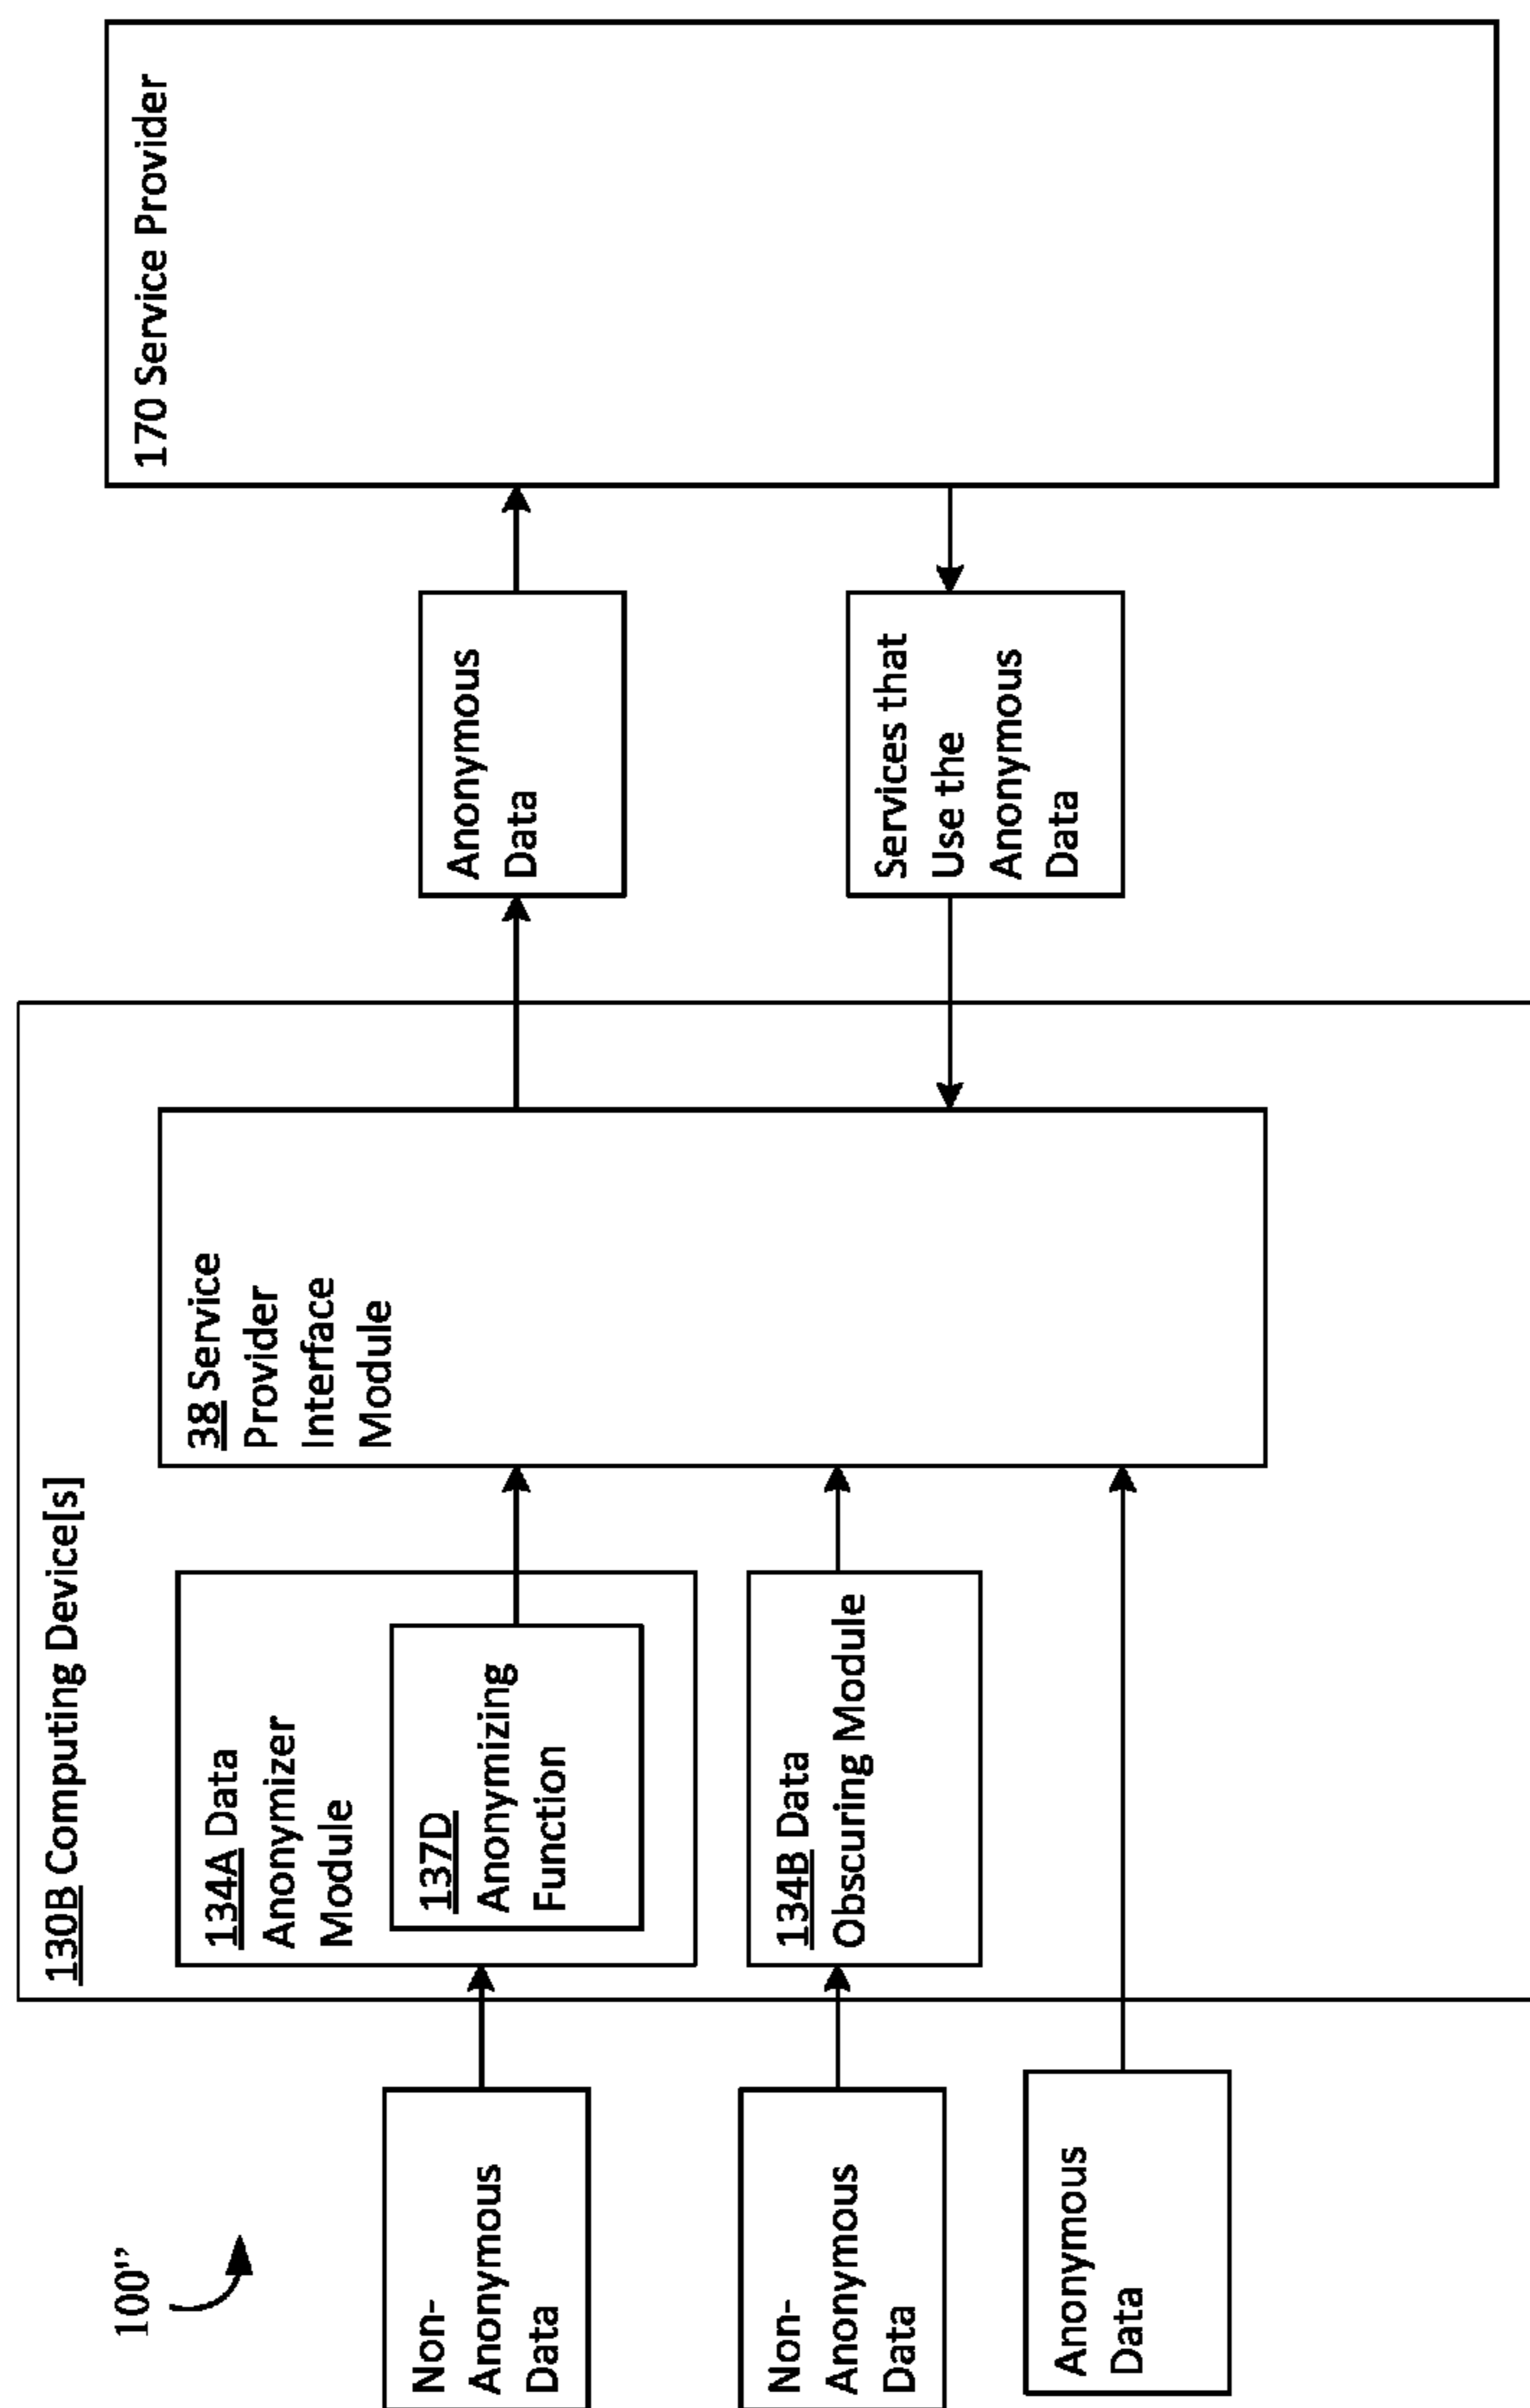 100''
130B Computing Device[s]
170 Service Provider
Non-
Anonymous
Data
134A Data
Anonymizer
Module
137D
Anonymizing
Function
38 Service
Provider
Interface
Module
Anonymous
Data
Non-
Anonymous
Data
134B Data
Obscuring Module
Services that
Use the
Anonymous
Data
Anonymous
Data